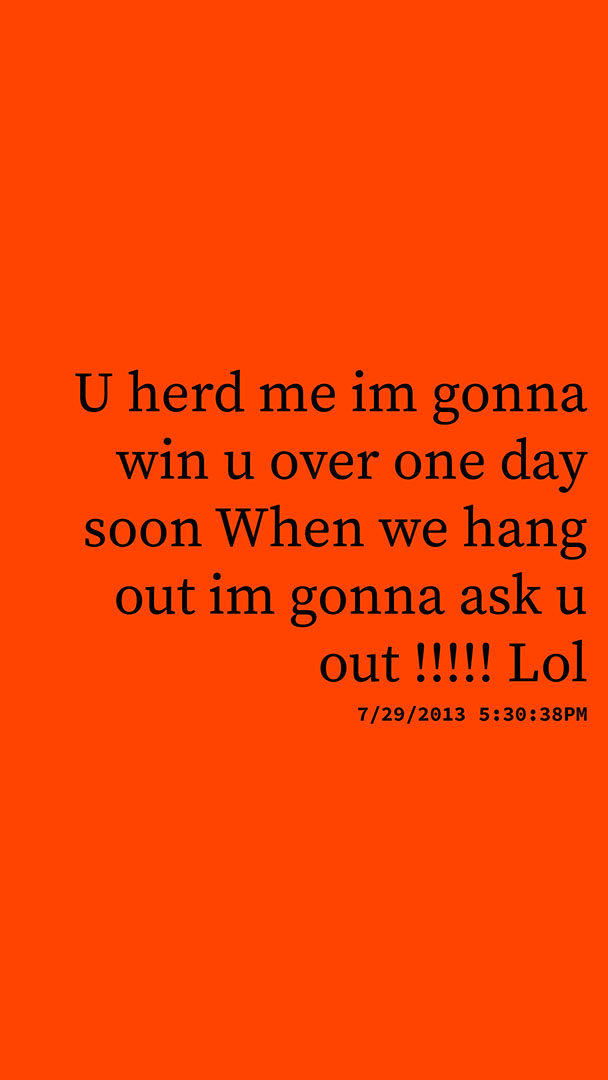 U herd me im gonna
win u over one day
soon When we hang
out im gonna ask u
out !!!!! Lol
7/29/2013 5:30:38PM